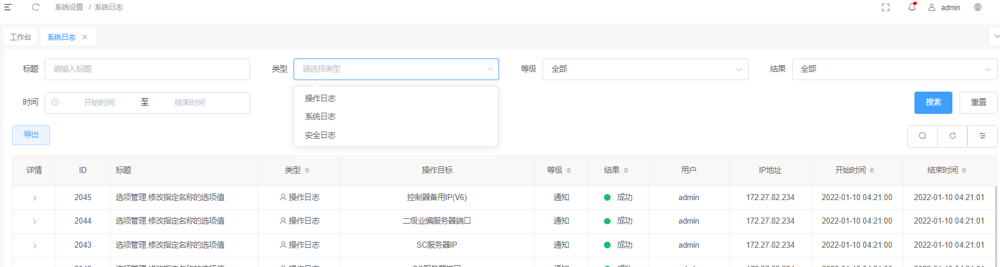 系统设置 / 系统日志
admin
工作台 系统日志
标题 请输入标题 类型 请选择类型 等级 全部 结果 全部
时间 开始时间 至 结束时间 搜索 重置
操作日志
系统日志
安全日志
导出
详情 ID 标题 类型 操作目标 等级 结果 用户 IP地址 开始时间 结束时间
2045 选项管理.修改指定名称的选项值 操作日志 控制器备用IP(V6) 通知 成功 admin 172.27.82.234 2022-01-10 04:21:00 2022-01-10 04:21:01
2044 选项管理.修改指定名称的选项值 操作日志 二级业编服务器端口 通知 成功 admin 172.27.82.234 2022-01-10 04:21:00 2022-01-10 04:21:01
2043 选项管理.修改指定名称的选项值 操作日志 SC服务器IP 通知 成功 admin 172.27.82.234 2022-01-10 04:21:00 2022-01-10 04:21:01